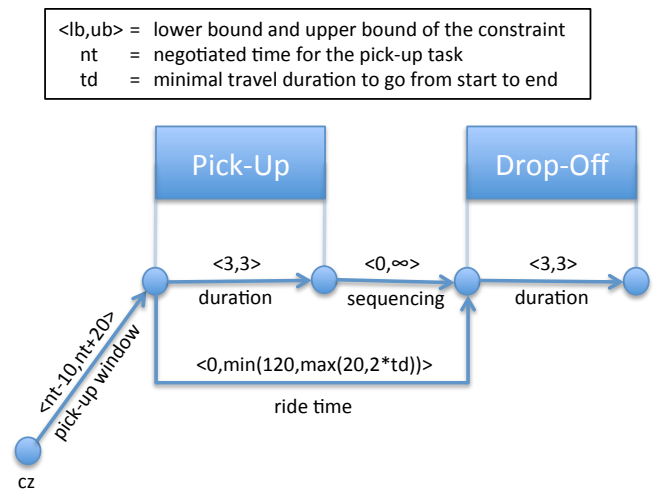 <lb,ub> = lower bound and upper bound of the constraint
nt = negotiated time for the pick-up task
td = minimal travel duration to go from start to end
Pick-Up
Drop-Off
<3,3>
<0,∞>
<3,3>
duration
sequencing
duration
<nt-10,nt+20>
pick-up window
<0,min(120,max(20,2*td))>
ride time
cz